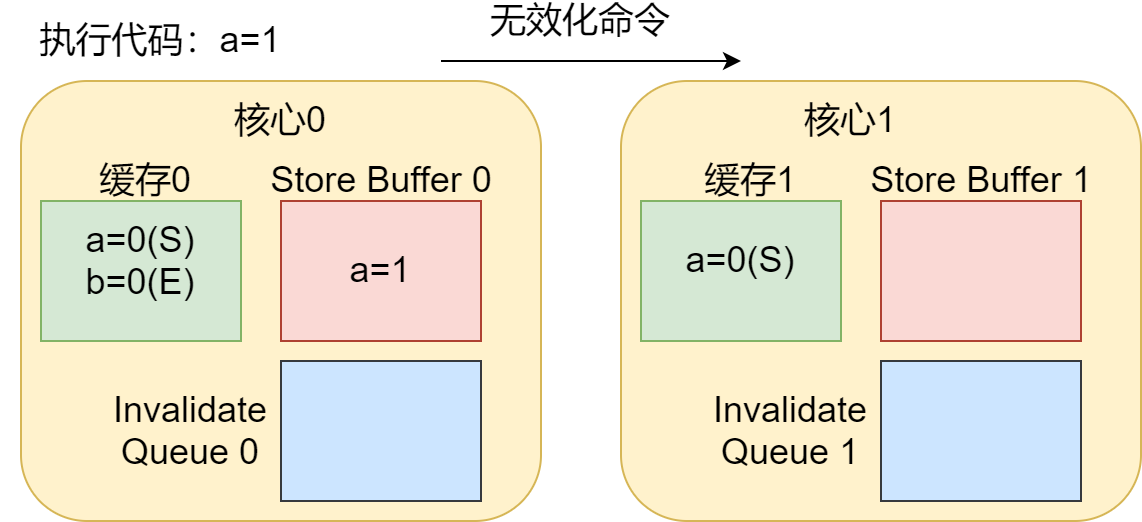 执行代码：a=1
无效化命令
核心0
缓存0
Store Buffer 0
a=0(S)
b=0(E)
a=1
Invalidate
Queue 0
核心1
缓存1
Store Buffer 1
a=0(S)
Invalidate
Queue 1